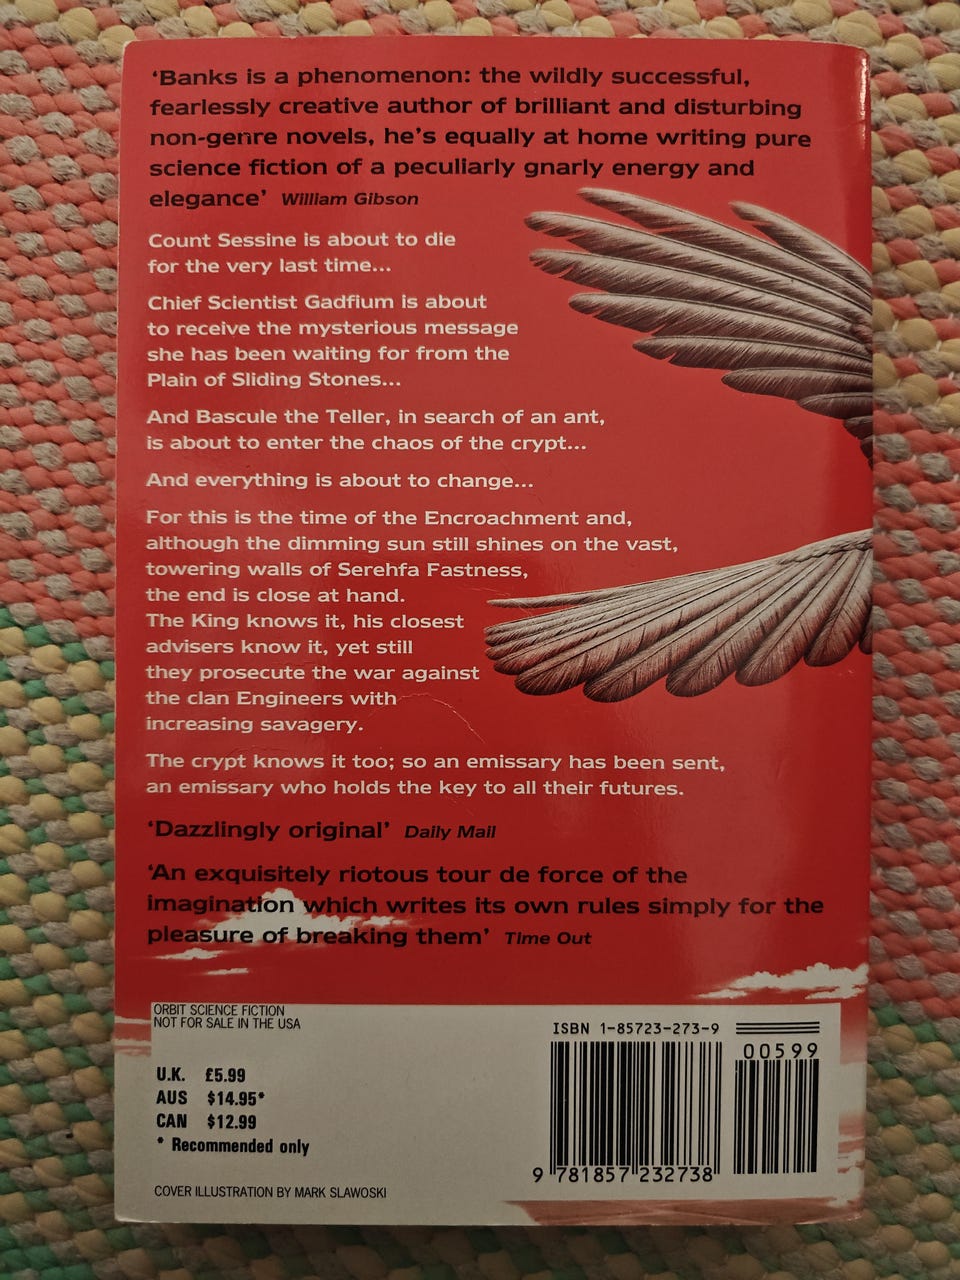 ‘Banks is a phenomenon: the wildly successful,
fearlessly creative author of brilliant and disturbing
non-genre novels, he’s equally at home writing pure
science fiction of a peculiarly gnarly energy and
elegance’ William Gibson
Count Sessine is about to die
for the very last time...
Chief Scientist Gadfium is about
to receive the mysterious message
she has been waiting for from the
Plain of Sliding Stones...
And Bascule the Teller, in search of an ant,
is about to enter the chaos of the crypt...
And everything is about to change...
For this is the time of the Encroachment and,
although the dimming sun still shines on the vast,
towering walls of Serehfa Fastness,
the end is close at hand.
The King knows it, his closest
advisers know it, yet still
they prosecute the war against
the clan Engineers with
increasing savagery.
The crypt knows it too; so an emissary has been sent,
an emissary who holds the key to all their futures.
‘Dazzlingly original’ Daily Mail
‘An exquisitely riotous tour de force of the
imagination which writes its own rules simply for the
pleasure of breaking them’ Time Out
ORBIT SCIENCE FICTION
NOT FOR SALE IN THE USA
ISBN 1-85723-273-9
00599
U.K. £5.99
AUS $14.95*
CAN $12.99
* Recommended only
9 781857 232738
COVER ILLUSTRATION BY MARK SLAWOSKI